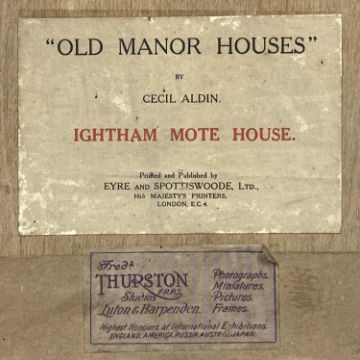 "OLD MANOR HOUSES"
BY
CECIL ALDIN.
IGHTHAM MOTE HOUSE.
Printed and Published by
EYRE AND SPOTTISWOODE, LTD.,
HIS MAJESTY'S PRINTERS,
LONDON, E.C.4.
Fredk
THURSTON
F.R.P.S.
Studios
Luton & Harpenden.
Photographs.
Miniatures.
Pictures.
Frames.
Highest Honours at International Exhibitions.
ENGLAND, AMERICA, RUSSIA, AUSTRIA, JAPAN.